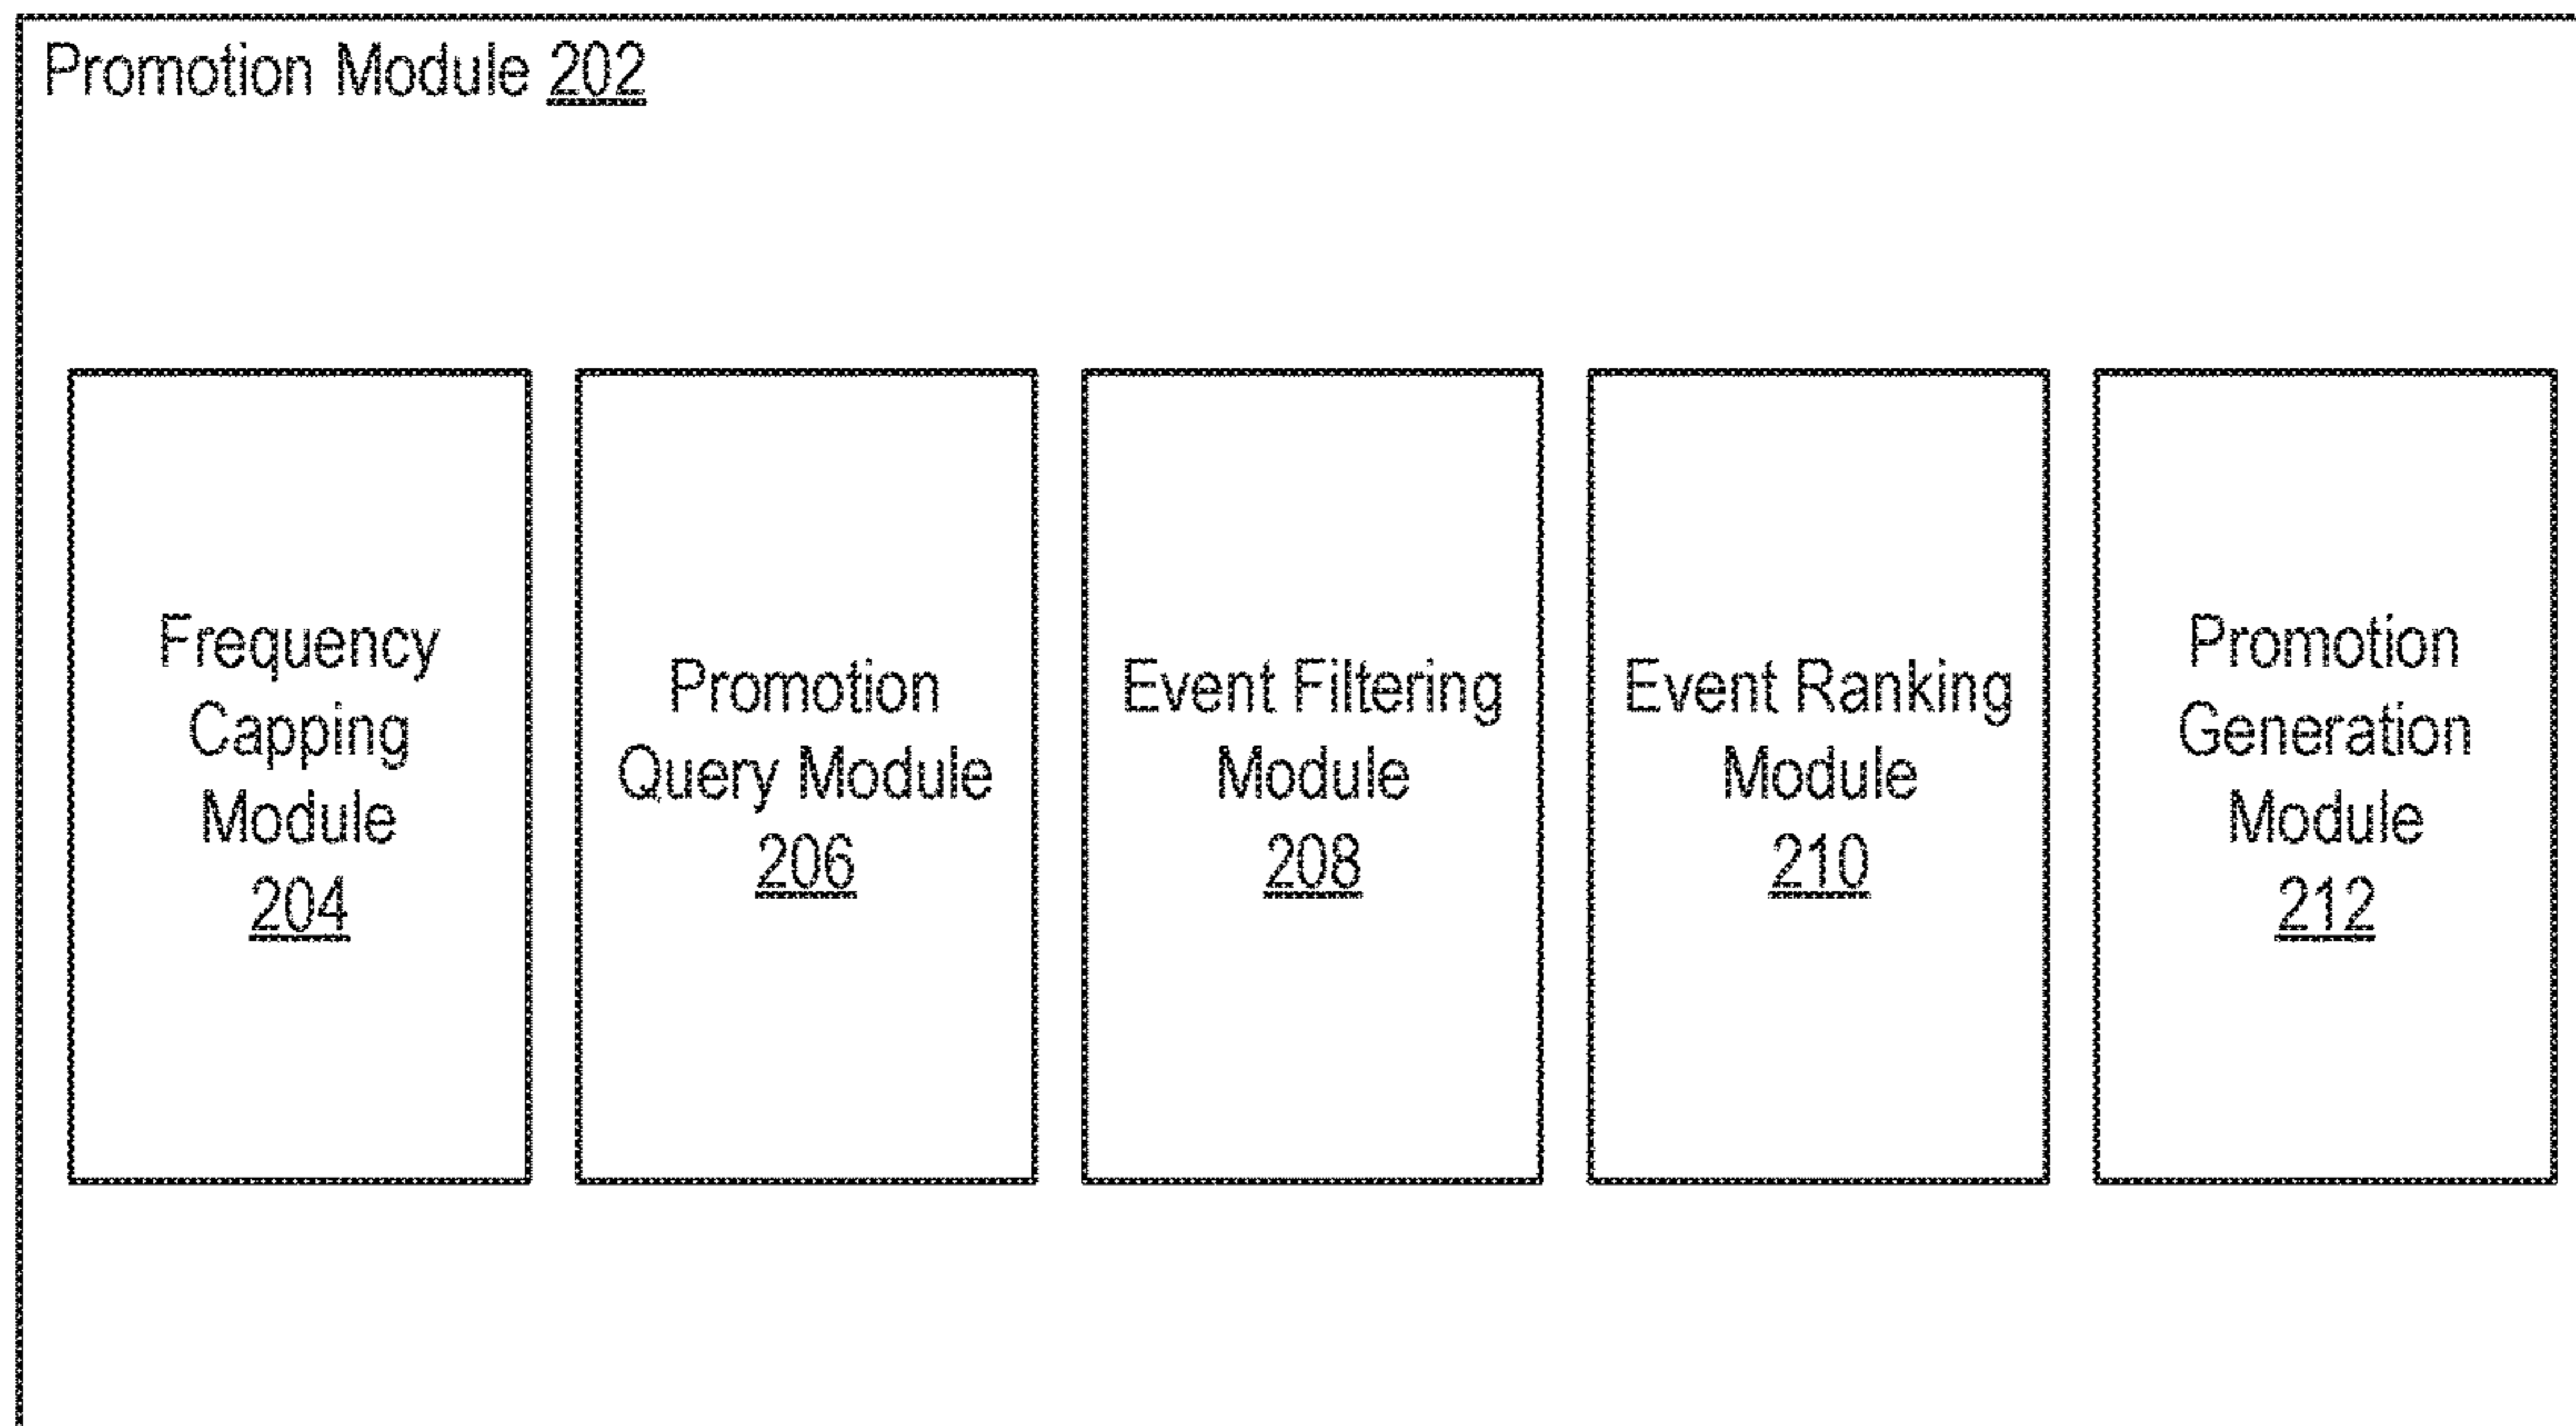 Promotion Module 202
Frequency
Capping
Module
204
Promotion
Query Module
206
Event Filtering
Module
208
Event Ranking
Module
210
Promotion
Generation
Module
212